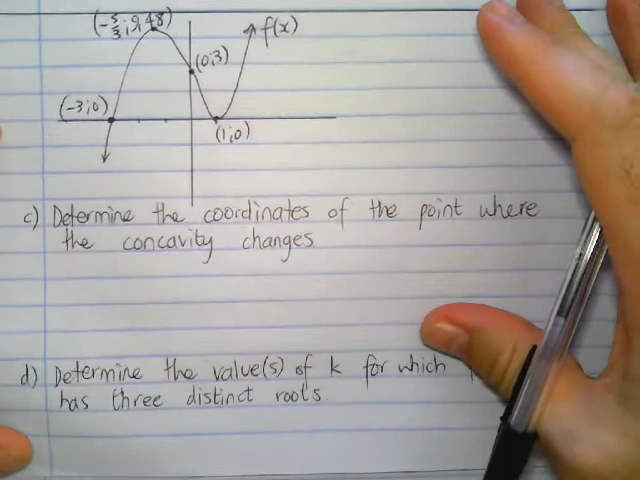 (-5/3 ; 9,48)
f(x)
(0;3)
(-3;0)
(1;0)
c) Determine the coordinates of the point where
the concavity changes
d) Determine the value(s) of k for which
has three distinct roots.